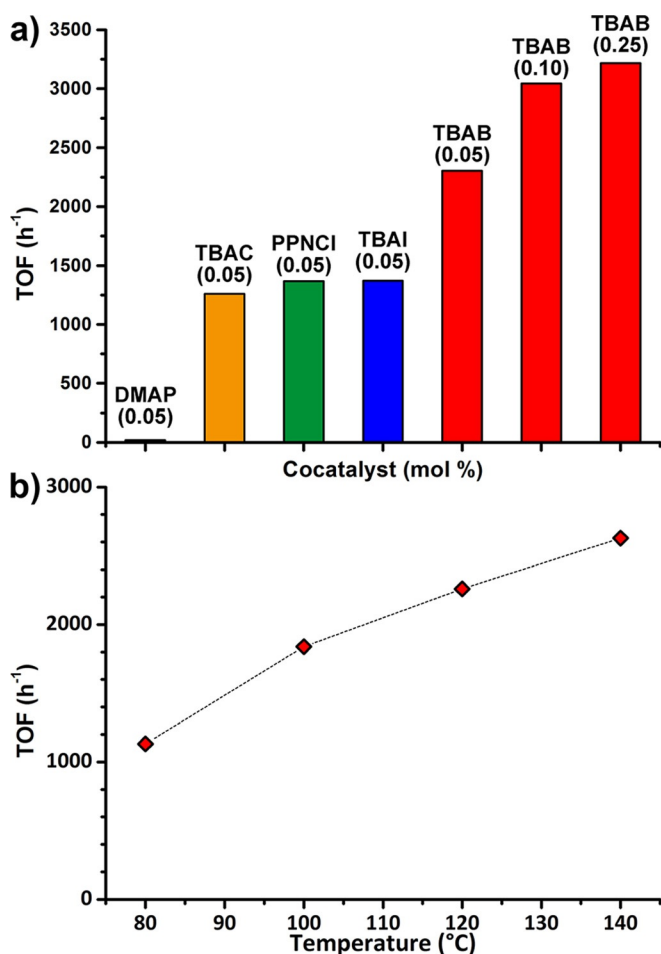 a)
TOF (h-1)
3500
3000
2500
2000
1500
1000
500
0
DMAP
(0.05)
TBAC
(0.05)
PPNCl
(0.05)
TBAI
(0.05)
TBAB
(0.05)
TBAB
(0.10)
TBAB
(0.25)
Cocatalyst (mol %)
b)
TOF (h-1)
3000
2000
1000
0
80 90 100 110 120 130 140
Temperature (°C)